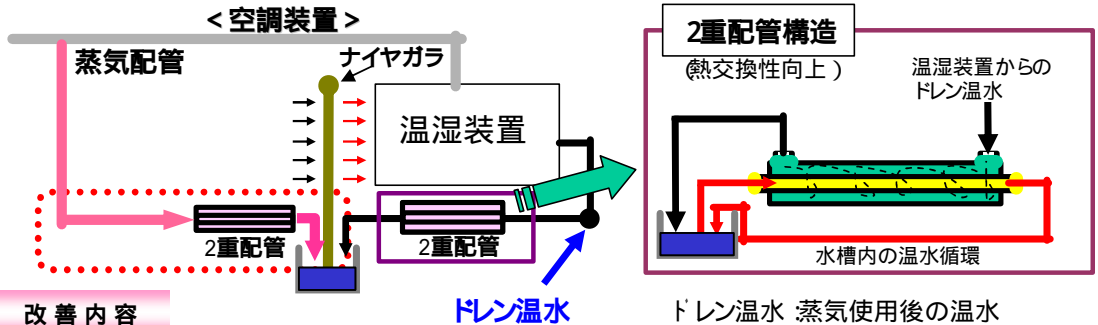 ＜空調装置＞
蒸気配管
ナイヤガラ
温湿装置
2重配管
2重配管
ドレン温水
改善内容
2重配管構造
(熱交換性向上)
温湿装置からの
ドレン温水
水槽内の温水循環
ドレン温水:蒸気使用後の温水